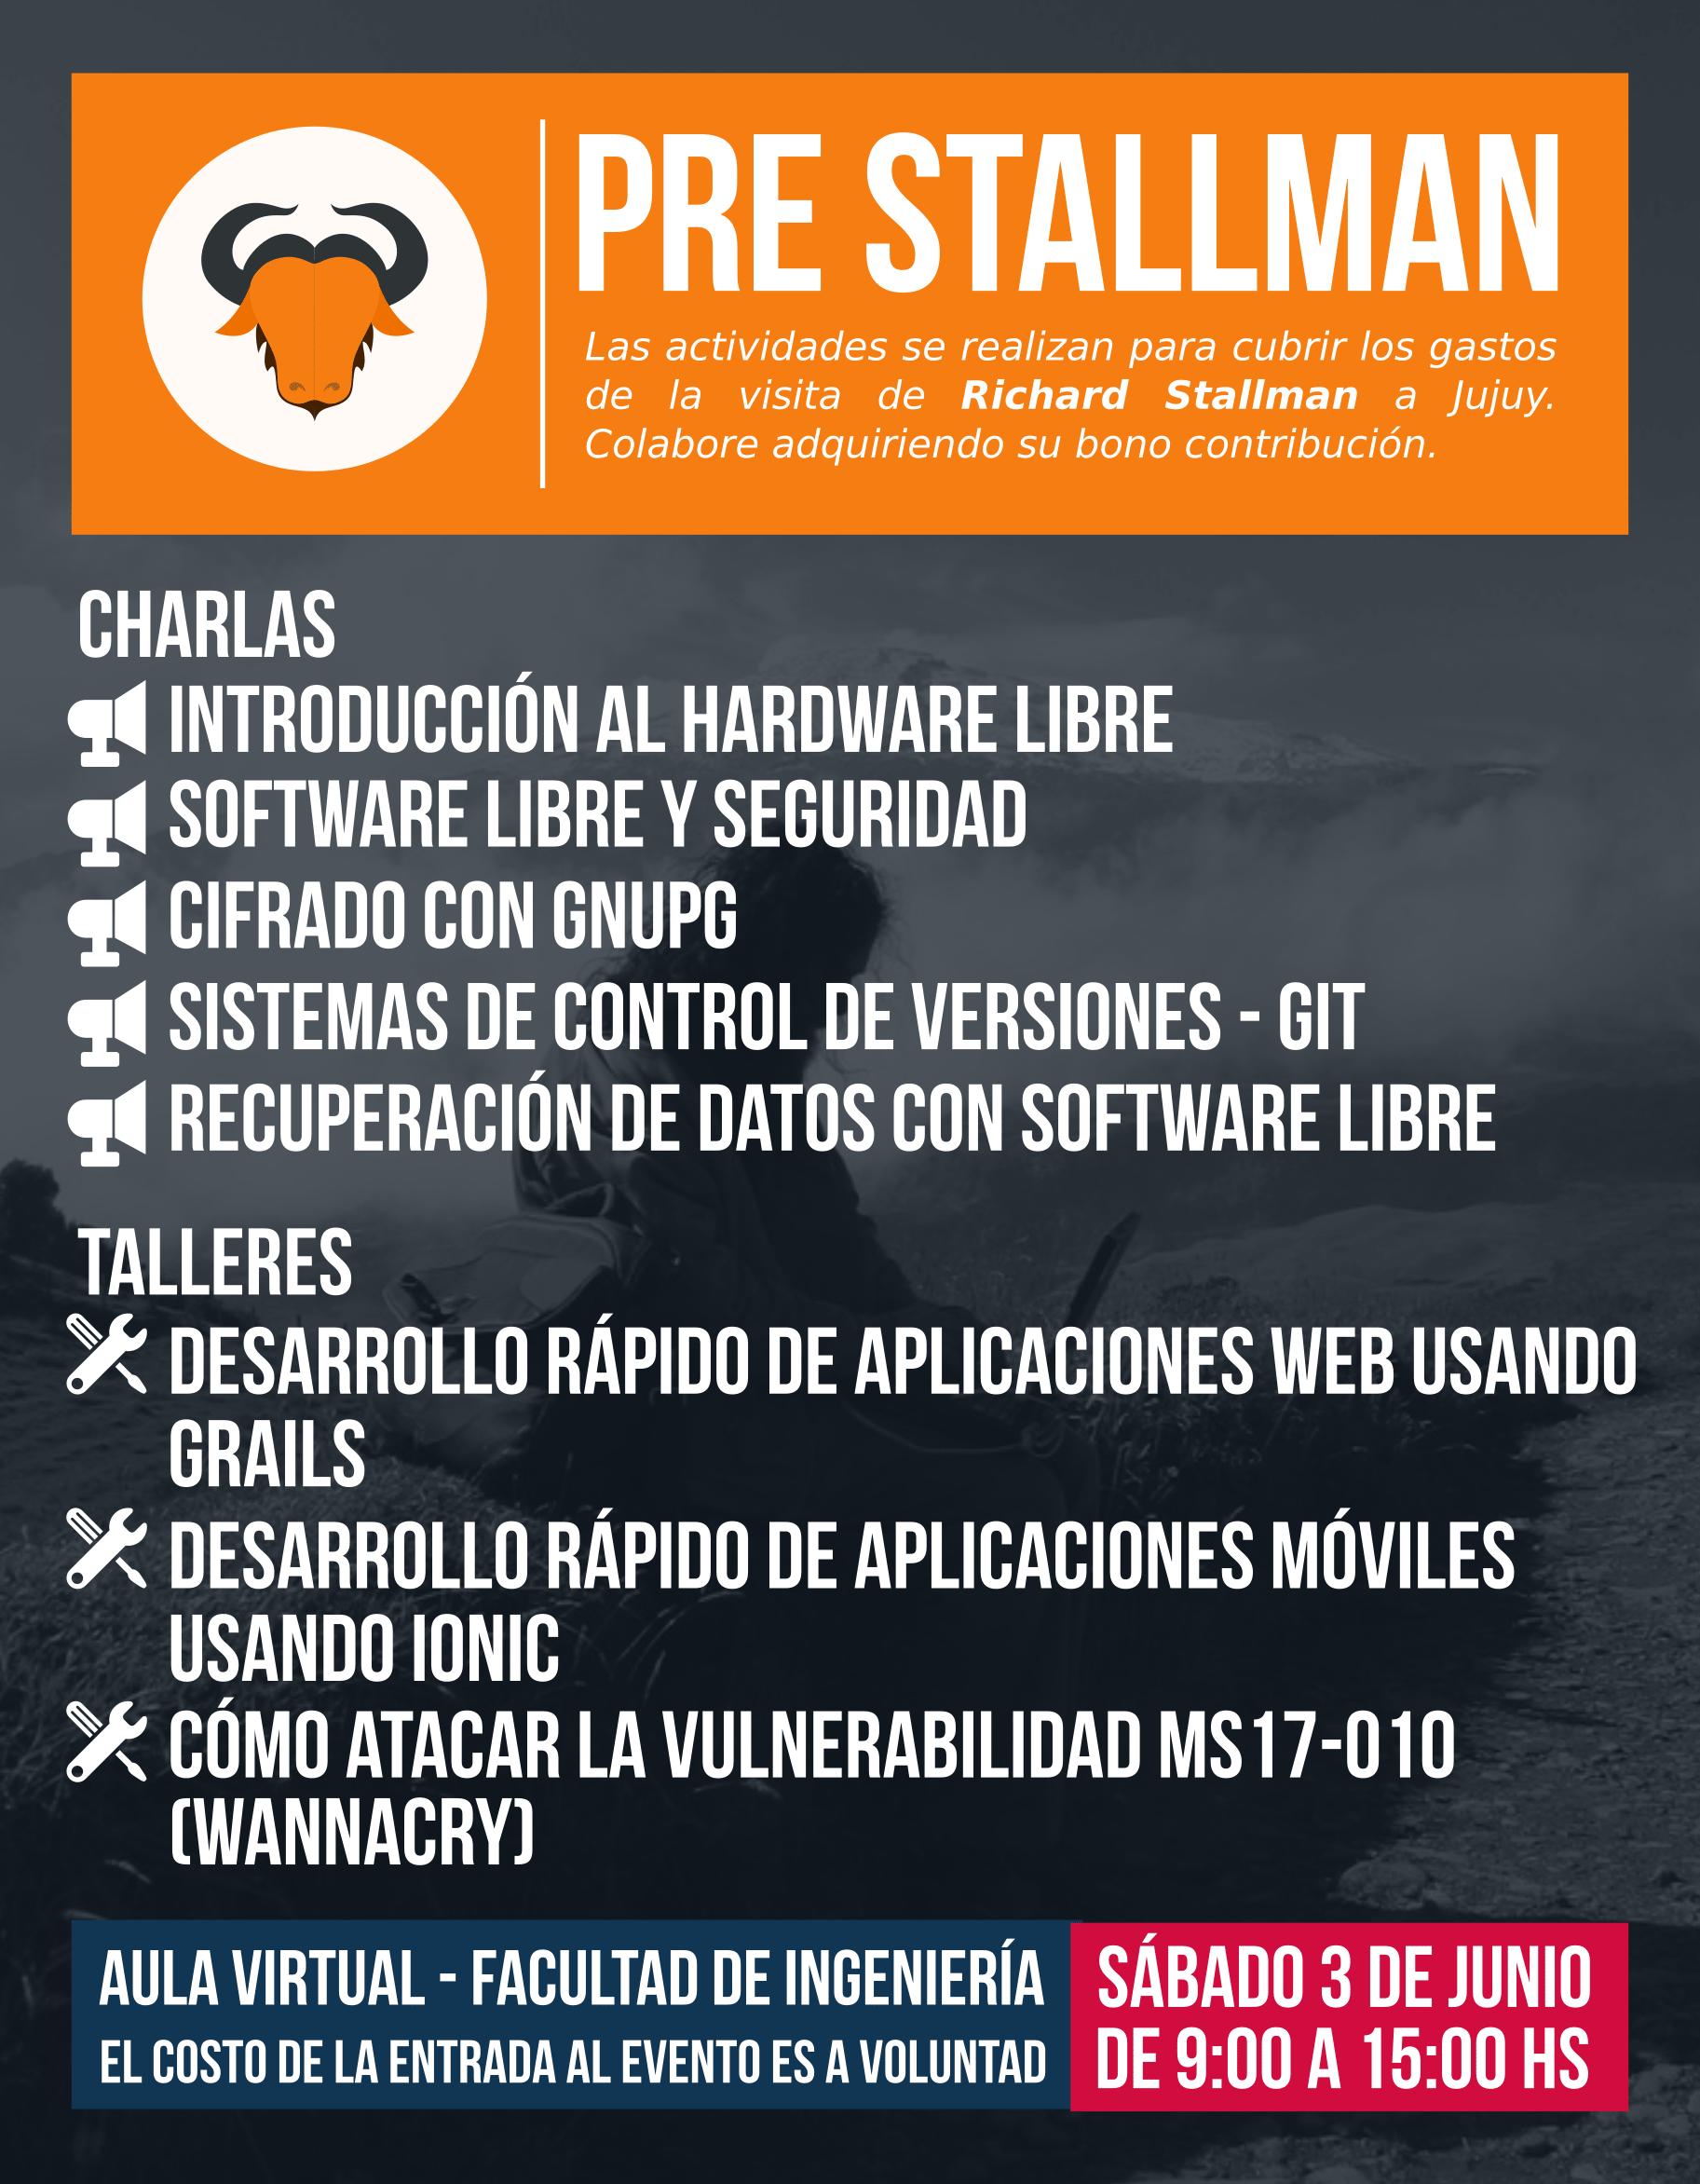 PRE STALLMAN
Las actividades se realizan para cubrir los gastos
de la visita de Richard Stallman a Jujuy.
Colabore adquiriendo su bono contribución.
CHARLAS
INTRODUCCIÓN AL HARDWARE LIBRE
SOFTWARE LIBRE Y SEGURIDAD
CIFRADO CON GNUPG
SISTEMAS DE CONTROL DE VERSIONES - GIT
RECUPERACIÓN DE DATOS CON SOFTWARE LIBRE
TALLERES
DESARROLLO RÁPIDO DE APLICACIONES WEB USANDO
GRAILS
DESARROLLO RÁPIDO DE APLICACIONES MÓVILES
USANDO IONIC
CÓMO ATACAR LA VULNERABILIDAD MS17-010
(WANNACRY)
AULA VIRTUAL - FACULTAD DE INGENIERÍA
EL COSTO DE LA ENTRADA AL EVENTO ES A VOLUNTAD
SÁBADO 3 DE JUNIO
DE 9:00 A 15:00 HS